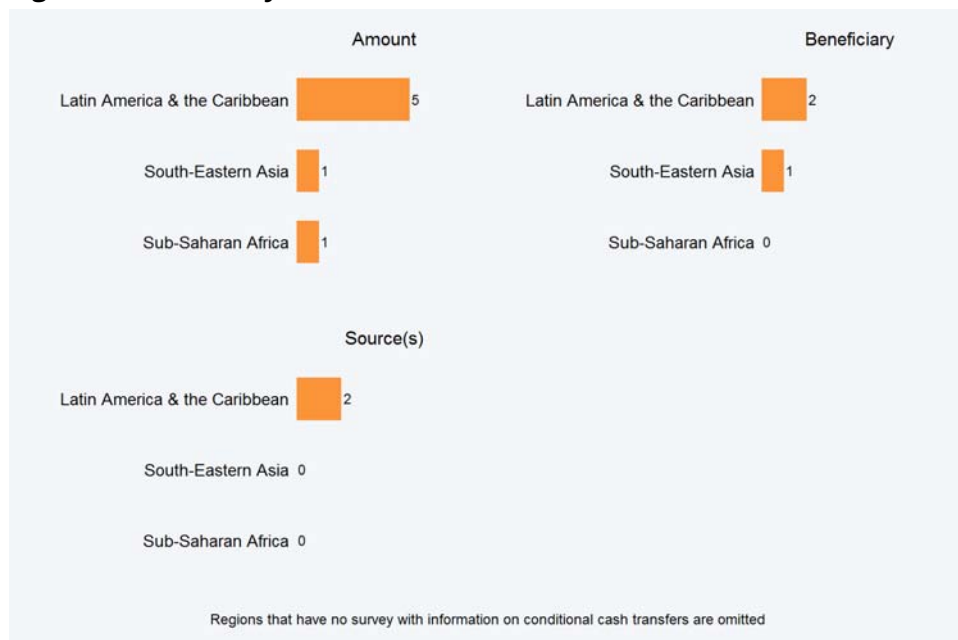 Amount
Latin America & the Caribbean 5
South-Eastern Asia 1
Sub-Saharan Africa 1
Beneficiary
Latin America & the Caribbean 2
South-Eastern Asia 1
Sub-Saharan Africa 0
Source(s)
Latin America & the Caribbean 2
South-Eastern Asia 0
Sub-Saharan Africa 0
Regions that have no survey with information on conditional cash transfers are omitted